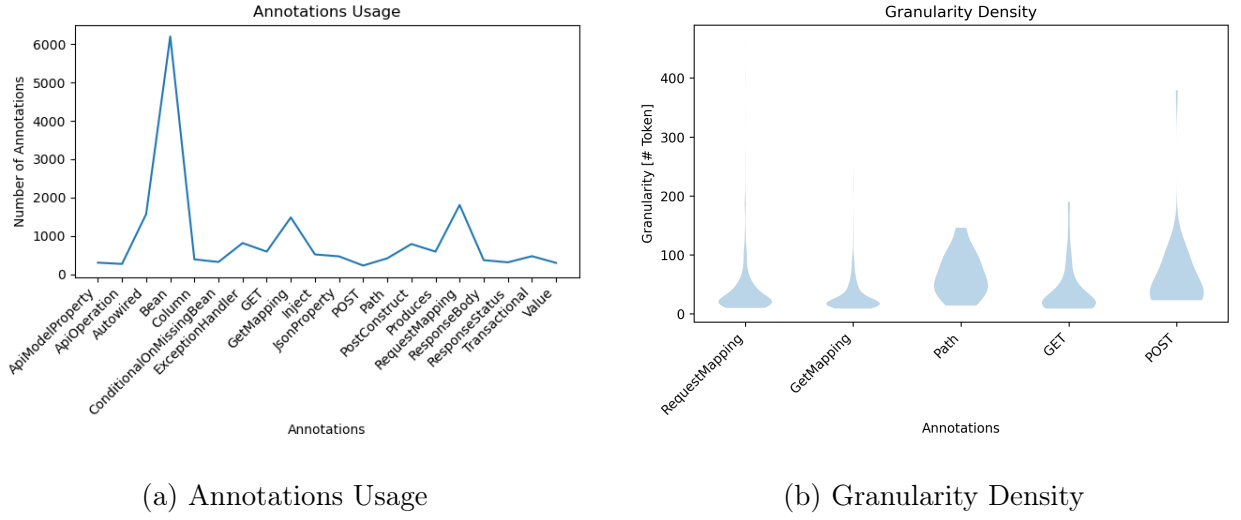 Annotations Usage
Number of Annotations
6000
5000
4000
3000
2000
1000
0
ApiModelProperty
ApiOperation
Autowired
Bean
Column
ConditionalOnMissingBean
ExceptionHandler
GET
GetMapping
Inject
JsonProperty
POST
Path
PostConstruct
Produces
RequestMapping
ResponseBody
ResponseStatus
Transactional
Value
Annotations
(a) Annotations Usage
Granularity Density
Granularity [# Token]
400
300
200
100
0
RequestMapping
GetMapping
Path
GET
POST
Annotations
(b) Granularity Density